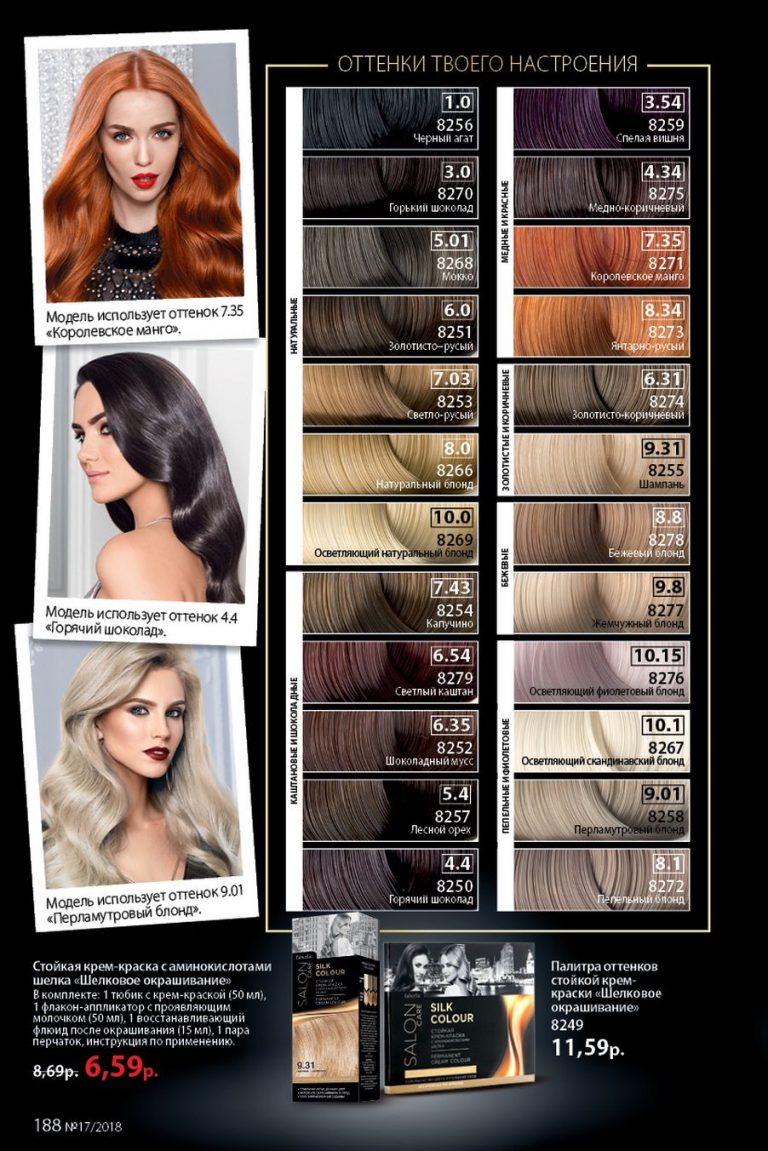 ОТТЕНКИ ТВОЕГО НАСТРОЕНИЯ
Модель использует оттенок 7.35
«Королевское манго».
Модель использует оттенок 4.4
«Горячий шоколад».
Модель использует оттенок 9.01
«Перламутровый блонд».
НАТУРАЛЬНЫЕ
1.0
8256
Черный агат
3.0
8270
Горький шоколад
5.01
8268
Мокко
6.0
8251
Золотисто–русый
7.03
8253
Светло-русый
8.0
8266
Натуральный блонд
10.0
8269
Осветляющий натуральный блонд
КАШТАНОВЫЕ И ШОКОЛАДНЫЕ
7.43
8254
Капучино
6.54
8279
Светлый каштан
6.35
8252
Шоколадный мусс
5.4
8257
Лесной орех
4.4
8250
Горячий шоколад
МЕДНЫЕ И КРАСНЫЕ
3.54
8259
Спелая вишня
4.34
8275
Медно-коричневый
7.35
8271
Королевское манго
8.34
8273
Янтарно-русый
ЗОЛОТИСТЫЕ И КОРИЧНЕВЫЕ
6.31
8274
Золотисто-коричневый
9.31
8255
Шампань
БЕЖЕВЫЕ
8.8
8278
Бежевый блонд
9.8
8277
Жемчужный блонд
ПЕПЕЛЬНЫЕ И ФИОЛЕТОВЫЕ
10.15
8276
Осветляющий фиолетовый блонд
10.1
8267
Осветляющий скандинавский блонд
9.01
8258
Перламутровый блонд
8.1
8272
Пепельный блонд
Стойкая крем-краска с аминокислотами
шелка «Шелковое окрашивание»
В комплекте: 1 тюбик с крем-краской (50 мл),
1 флакон-аппликатор с проявляющим
молочком (50 мл), 1 восстанавливающий
флюид после окрашивания (15 мл), 1 пара
перчаток, инструкция по применению.
8,69р. 6,59р.
SALON
CARE
SILK
COLOUR
9.31
SALON
CARE
SILK
COLOUR
СТОЙКАЯ КРЕМ-КРАСКА
PERMANENT
CREAM COLOUR
Палитра оттенков
стойкой крем-
краски «Шелковое
окрашивание»
8249
11,59р.
188 №17/2018